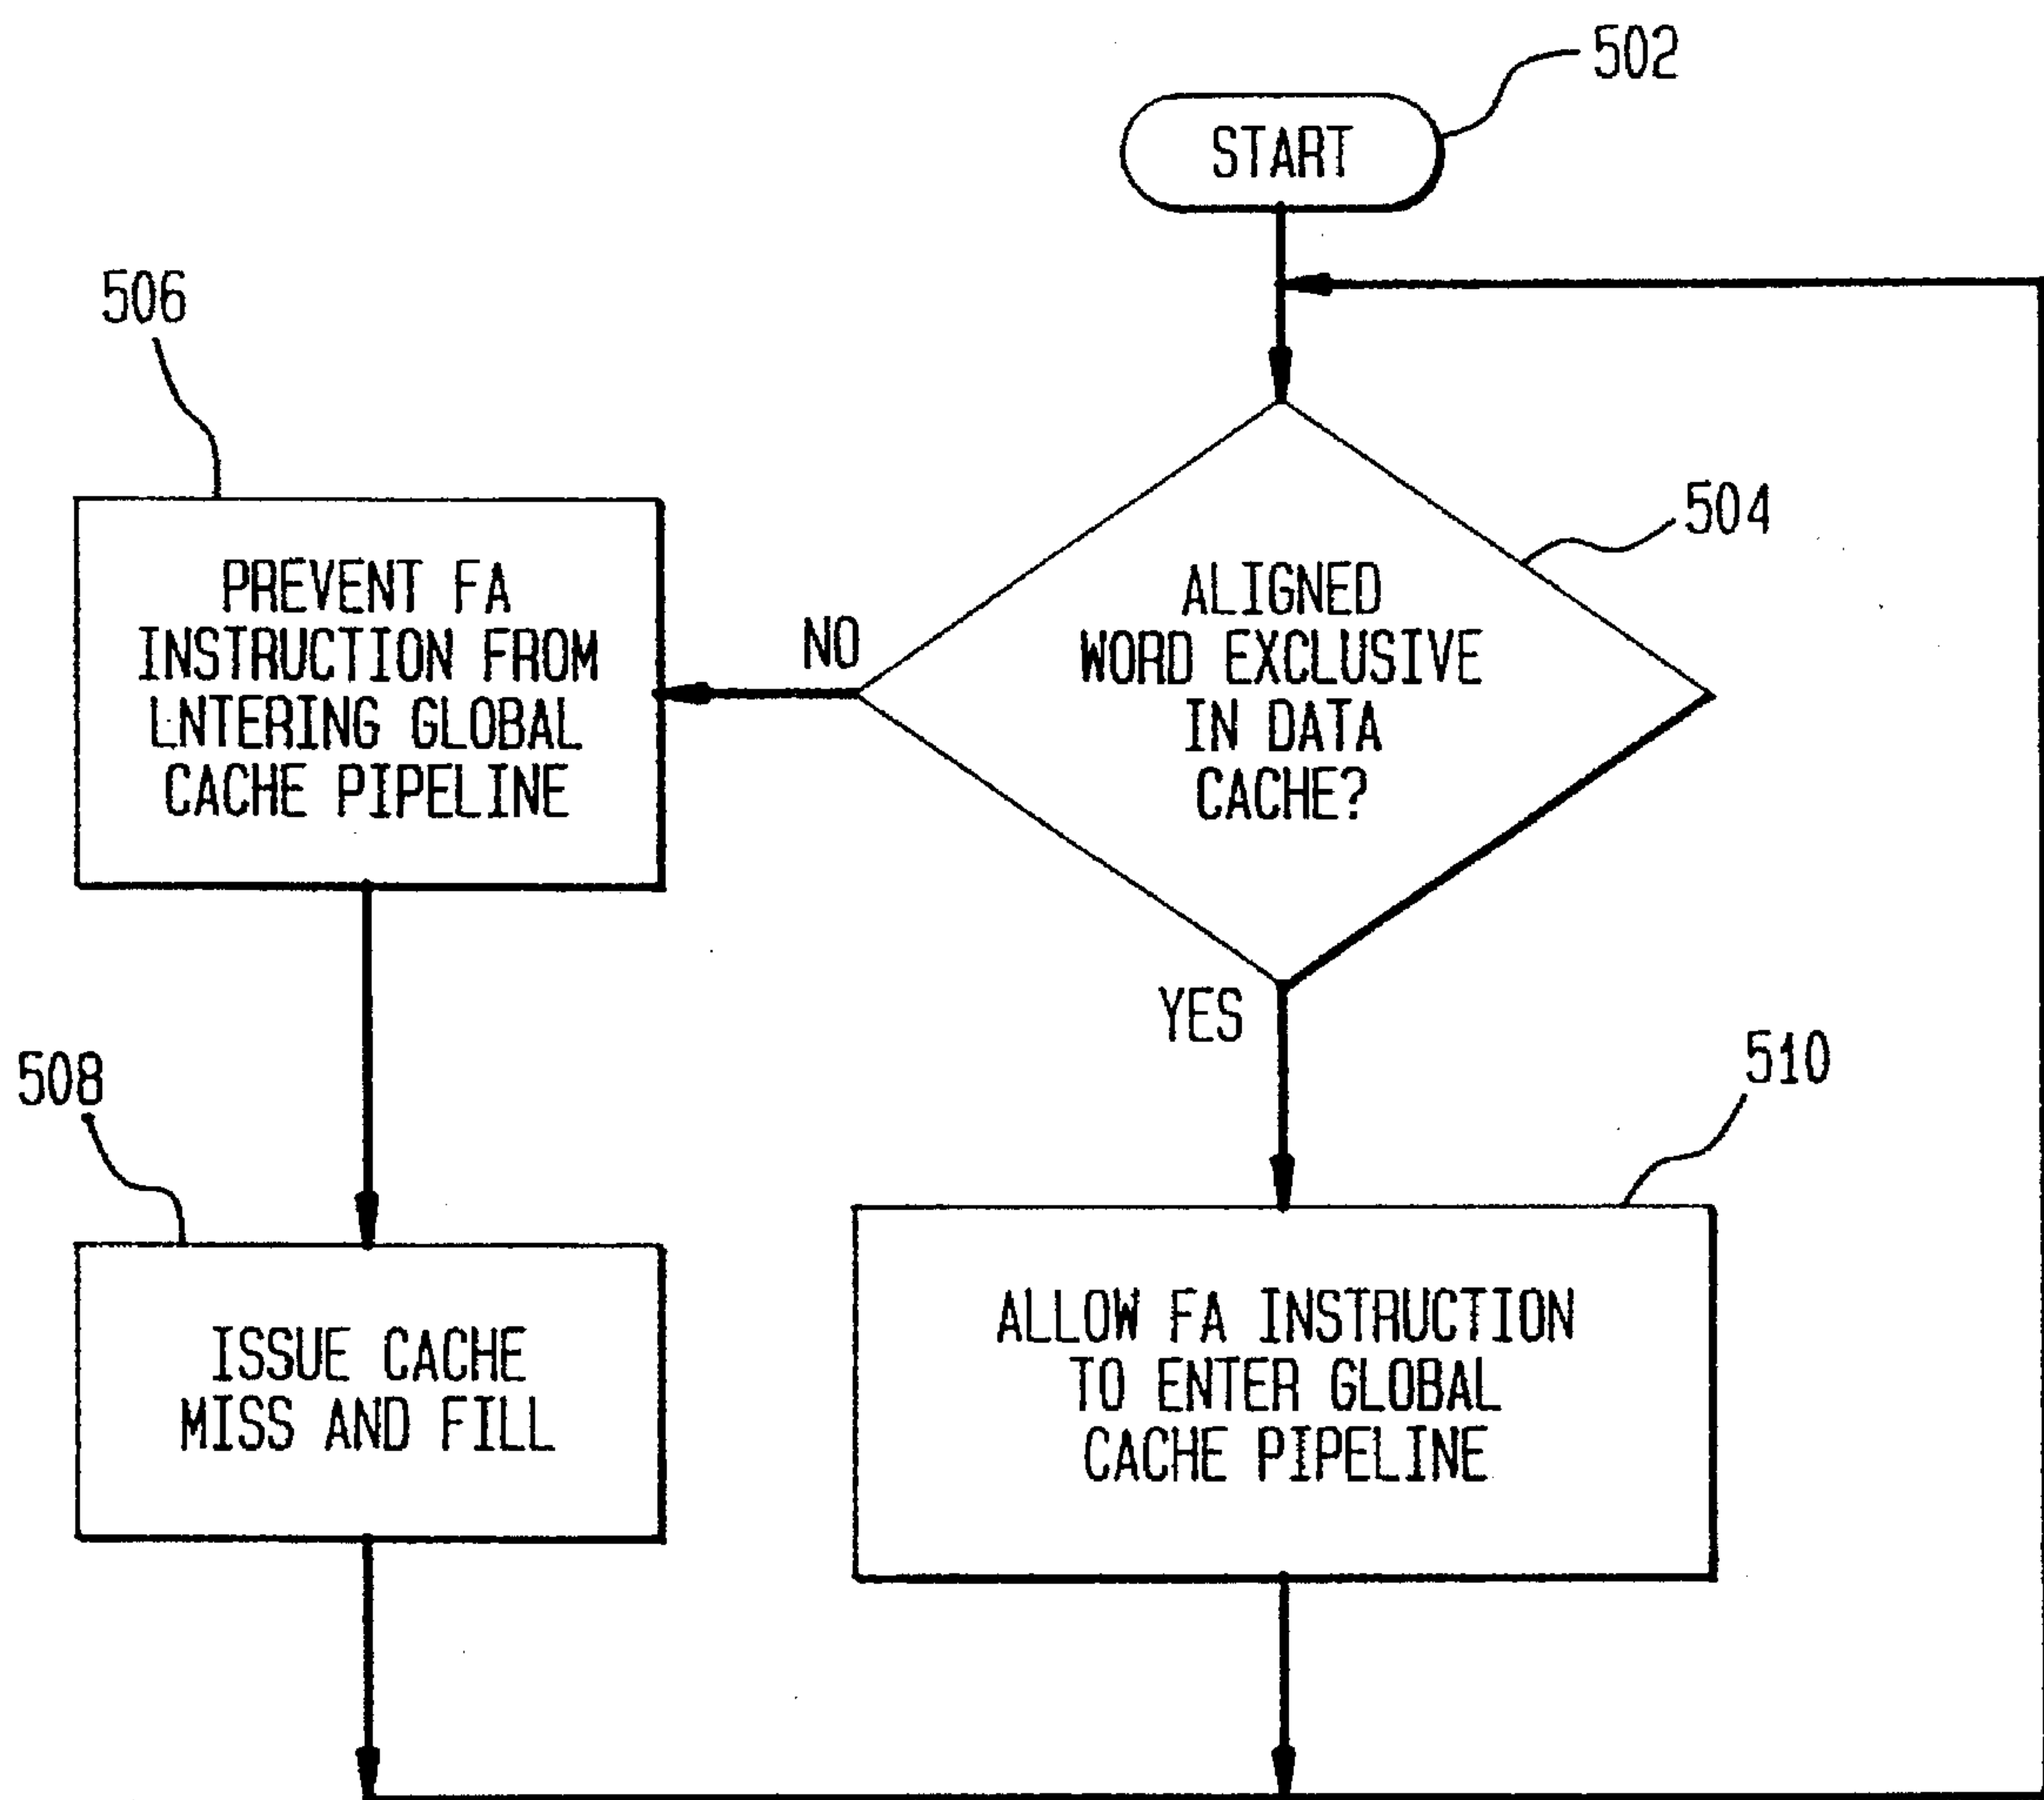 502
START
506
504
PREVENT FA
INSTRUCTION FROM
LNTERING GLOBAL
CACHE PIPELINE
NO
ALIGNED
WORD EXCLUSIVE
IN DATA
CACHE?
YES
508
510
ISSUE CACHE
MISS AND FILL
ALLOW FA INSTRUCTION
TO ENTER GLOBAL
CACHE PIPELINE